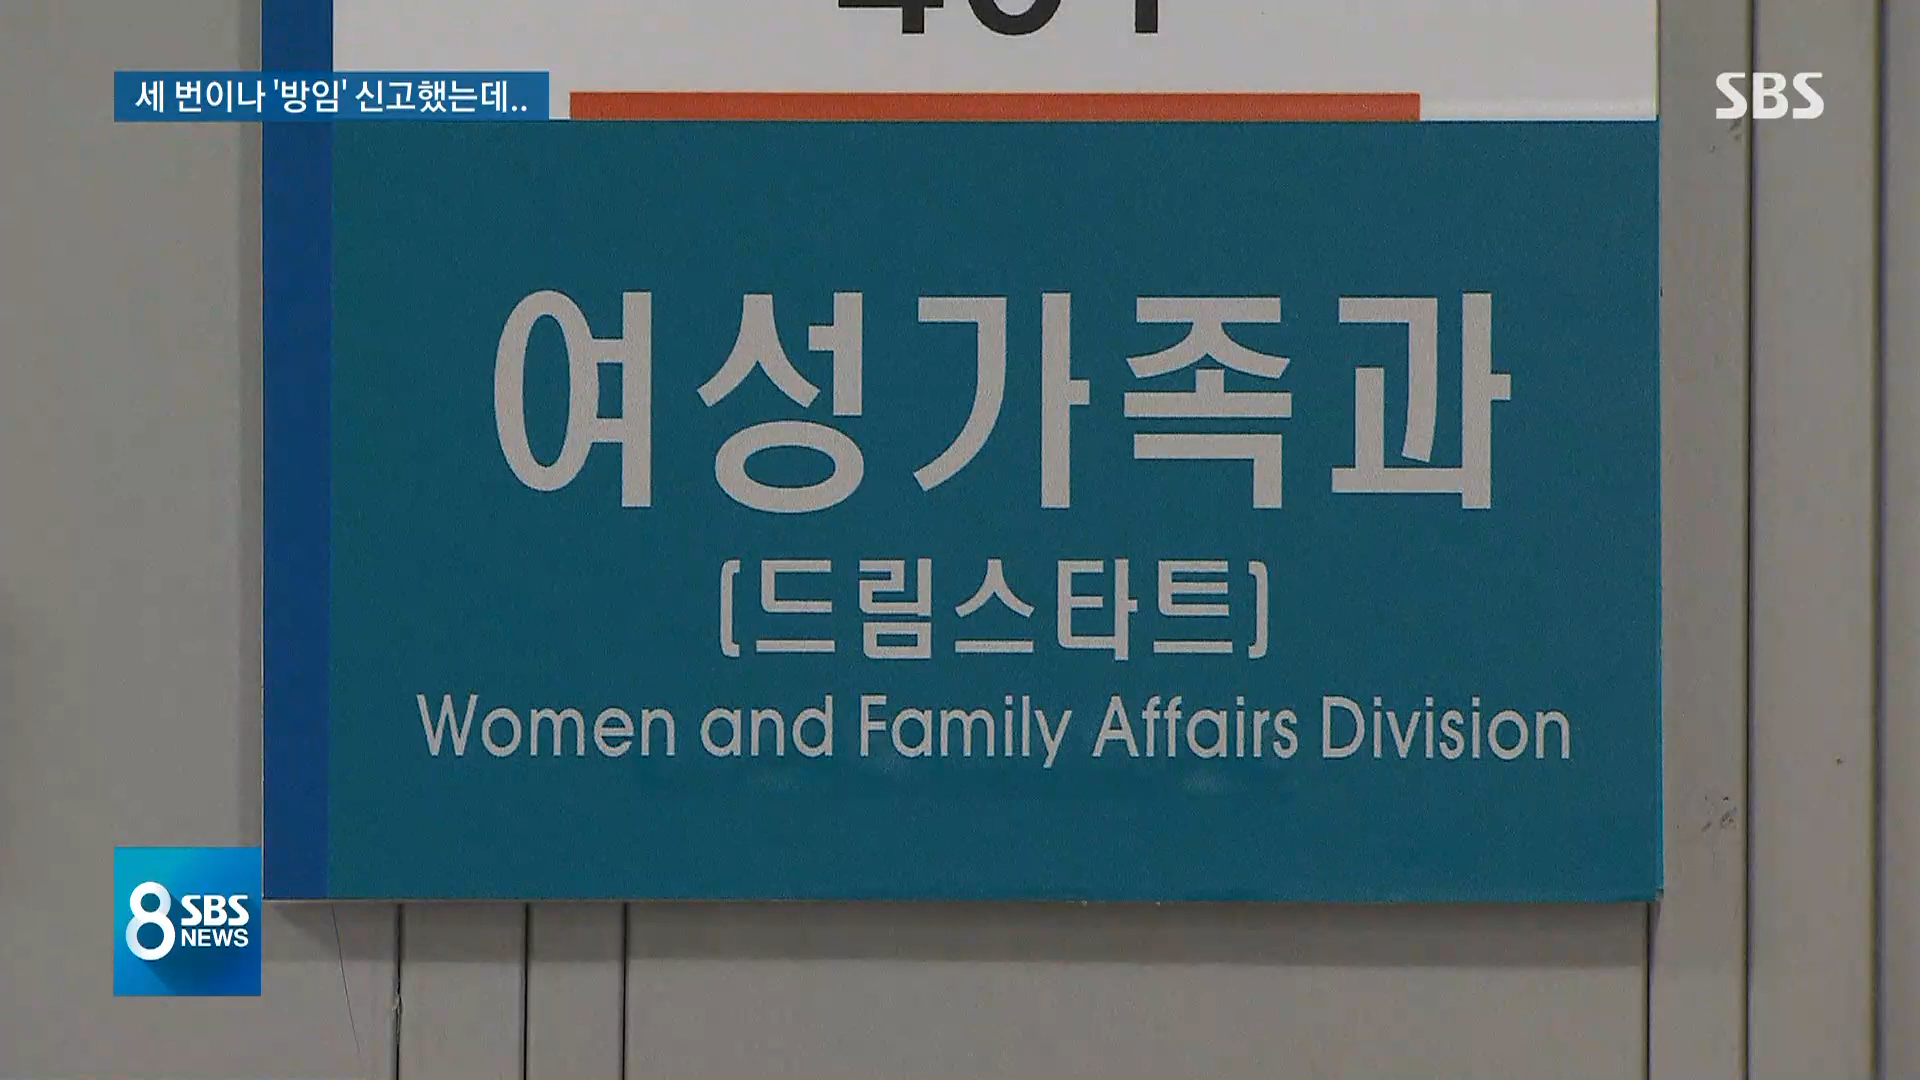 세 번이나 '방임' 신고했는데..
SBS
여성가족과
(드림스타트)
Women and Family Affairs Division
8 SBS NEWS